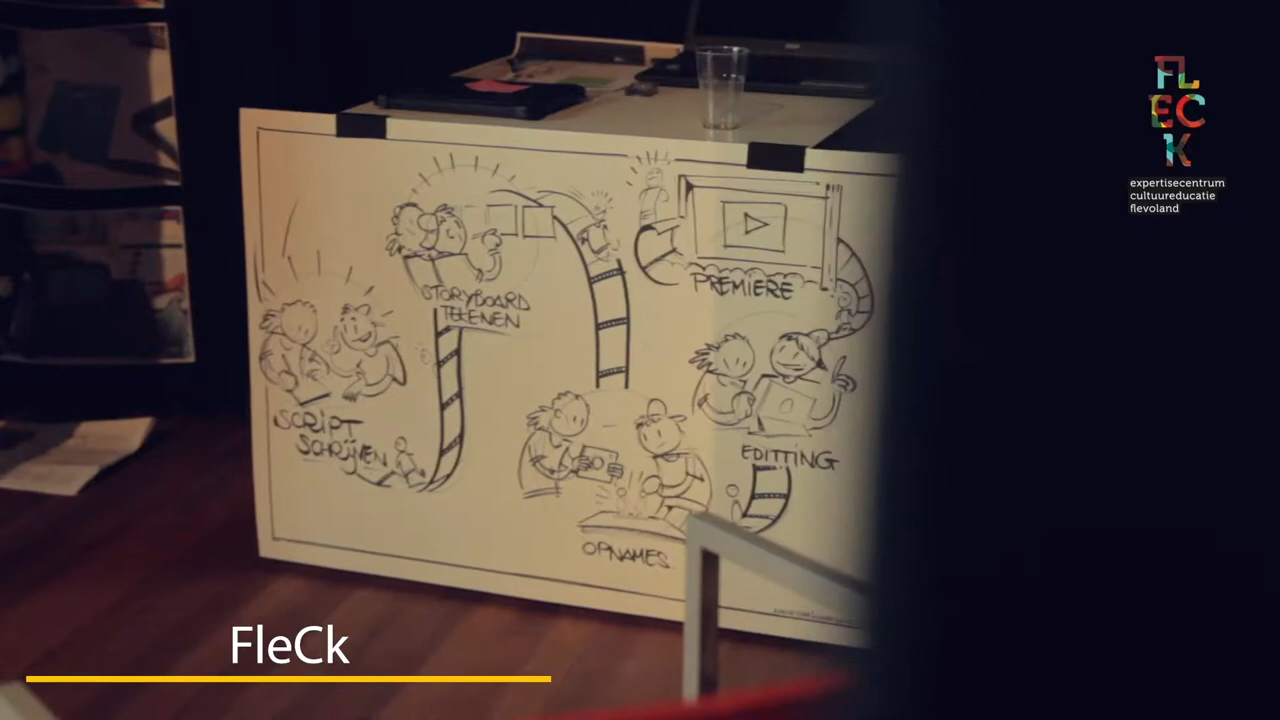 FL
EC
K
expertisecentrum
cultuureducatie
flevoland
STORYBOARD
TEKENEN
PREMIERE
SCRIPT
SCHRIJVEN
EDITTING
OPNAMES
FleCk